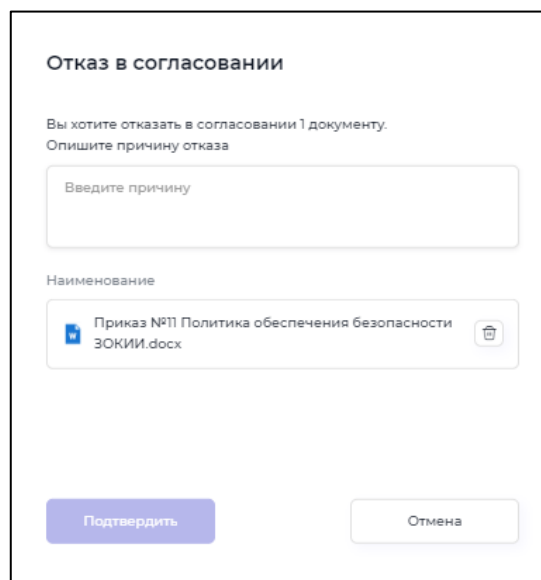 Отказ в согласовании
Вы хотите отказать в согласовании 1 документу.
Опишите причину отказа
Введите причину
Наименование
W
Приказ №11 Политика обеспечения безопасности
ЗОКИИ.docx
Подтвердить
Отмена